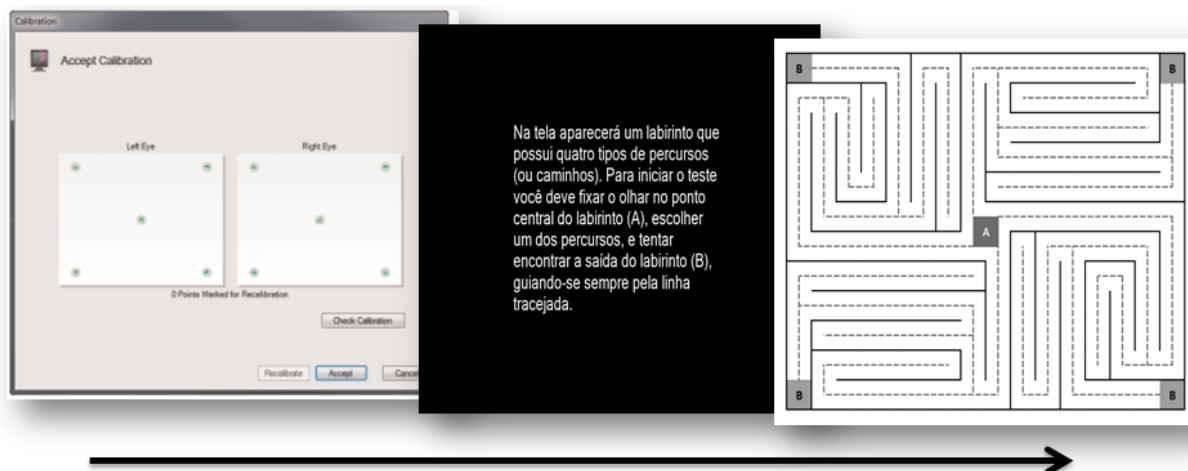 Calibration
Accept Calibration
Left Eye
Right Eye
0 Points Marked for Recalibration
Check Calibration
Recalibrate
Accept
Cancel
Na tela aparecerá um labirinto que
possui quatro tipos de percursos
(ou caminhos). Para iniciar o teste
você deve fixar o olhar no ponto
central do labirinto (A), escolher
um dos percursos, e tentar
encontrar a saída do labirinto (B),
guiando-se sempre pela linha
tracejada.
B
B
A
B
B